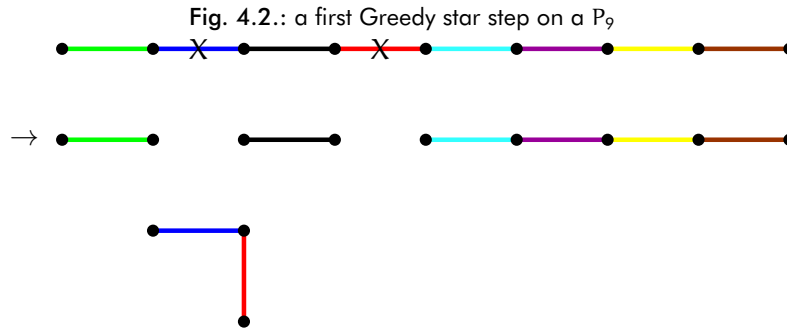 Fig. 4.2.: a first Greedy star step on a P₉
X X
→